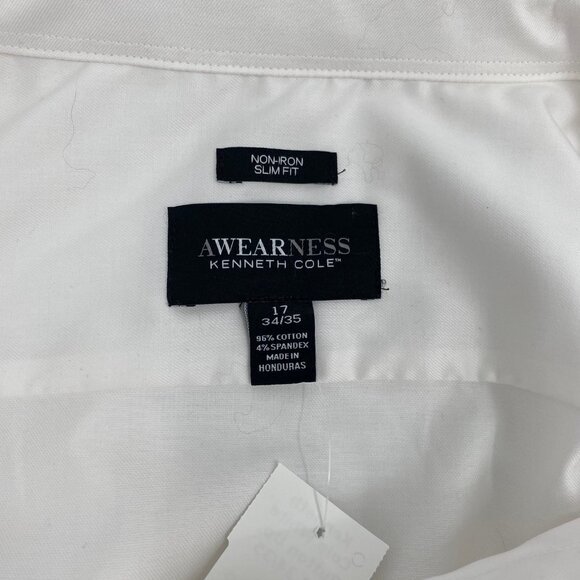 NON-IRON
SLIM FIT
AWEARNESS
KENNETH COLE™
17
34/35
96% COTTON
4% SPANDEX
MADE IN
HONDURAS